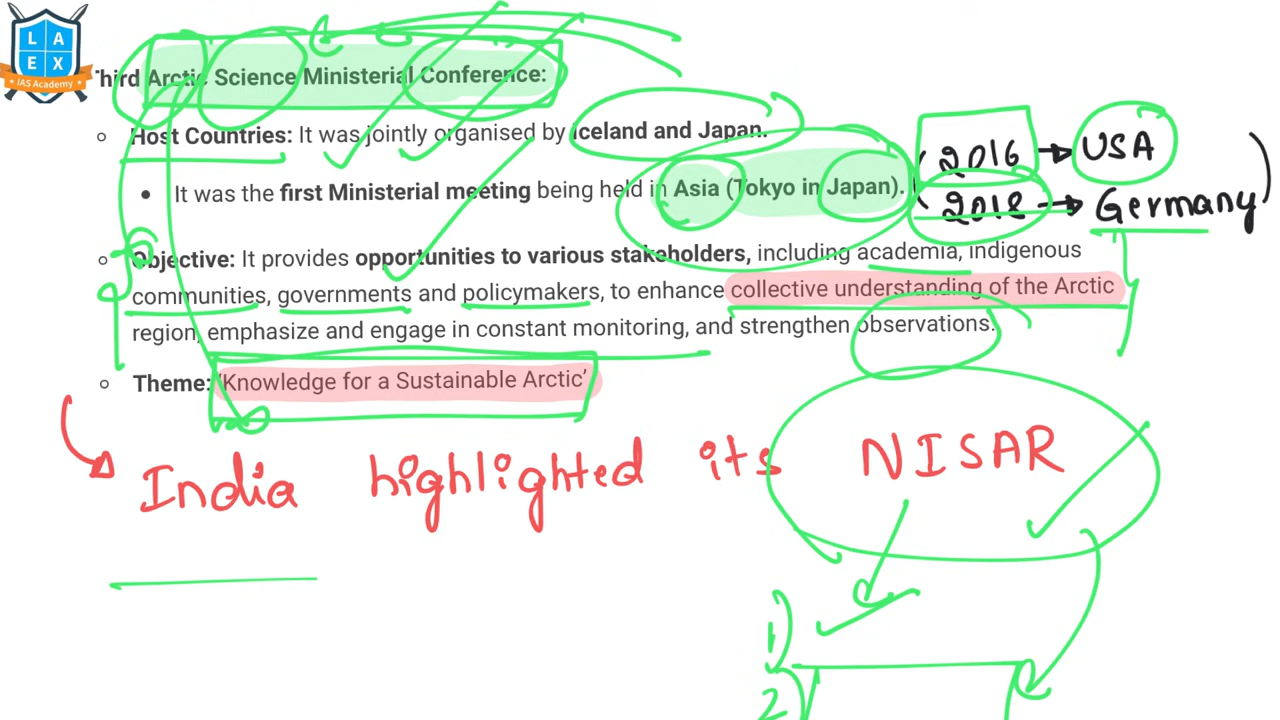 L A
E X
IAS Academy
Third Arctic Science Ministerial Conference:
Host Countries: It was jointly organised by Iceland and Japan.
(2016 → USA
It was the first Ministerial meeting being held in Asia (Tokyo in Japan).
(2018 → Germany)
Objective: It provides opportunities to various stakeholders, including academia, Indigenous
communities, governments and policymakers, to enhance collective understanding of the Arctic
region, emphasize and engage in constant monitoring, and strengthen observations.
Theme: 'Knowledge for a Sustainable Arctic'
India highlighted its NISAR
1)
2)